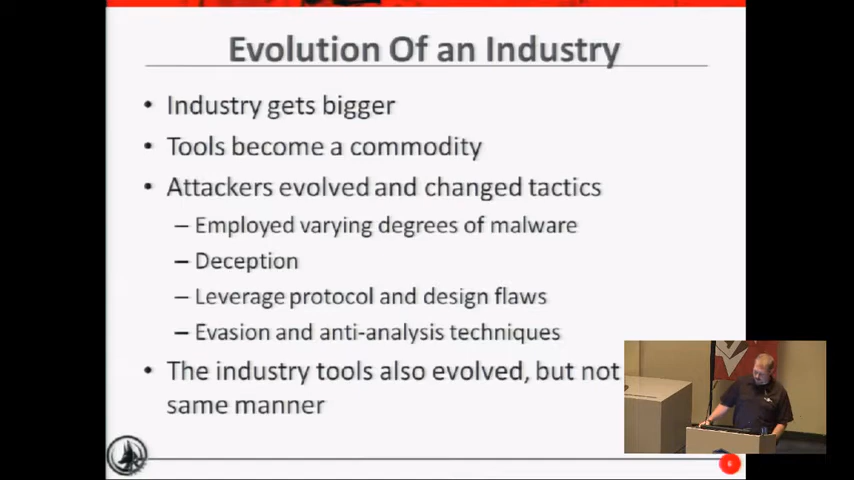 Evolution Of an Industry
• Industry gets bigger
• Tools become a commodity
• Attackers evolved and changed tactics
– Employed varying degrees of malware
– Deception
– Leverage protocol and design flaws
– Evasion and anti-analysis techniques
• The industry tools also evolved, but not
same manner
6